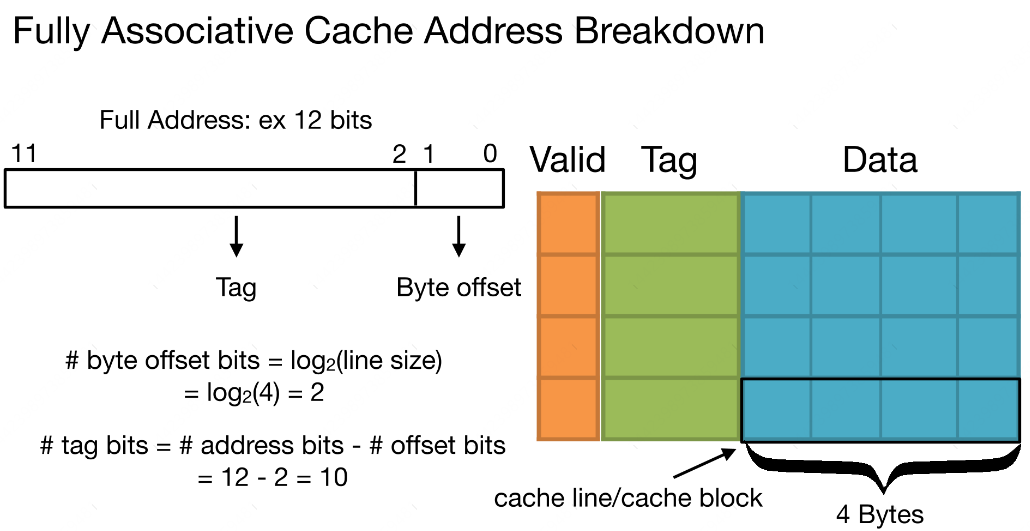 Fully Associative Cache Address Breakdown
Full Address: ex 12 bits
11 2 1 0
Tag
Byte offset
# byte offset bits = log₂(line size)
= log₂(4) = 2
# tag bits = # address bits - # offset bits
= 12 - 2 = 10
Valid Tag Data
cache line/cache block
4 Bytes